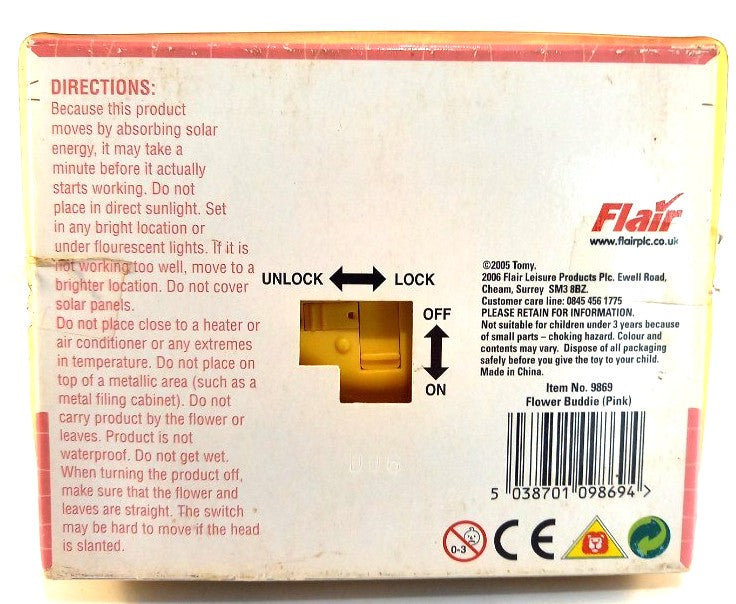 DIRECTIONS:
Because this product
moves by absorbing solar
energy, it may take a
minute before it actually
starts working. Do not
place in direct sunlight. Set
in any bright location or
under flourescent lights. If it is
not working too well, move to a
brighter location. Do not cover
solar panels.
Do not place close to a heater or
air conditioner or any extremes
in temperature. Do not place on
top of a metallic area (such as a
metal filing cabinet). Do not
carry product by the flower or
leaves. Product is not
waterproof. Do not get wet.
When turning the product off,
make sure that the flower and
leaves are straight. The switch
may be hard to move if the head
is slanted.
UNLOCK LOCK
OFF
ON
Flair
www.flairplc.co.uk
©2005 Tomy.
2006 Flair Leisure Products Plc. Ewell Road,
Cheam, Surrey SM3 8BZ.
Customer care line: 0845 456 1775
PLEASE RETAIN FOR INFORMATION.
Not suitable for children under 3 years because
of small parts – choking hazard. Colour and
contents may vary. Dispose of all packaging
safely before you give the toy to your child.
Made in China.
Item No. 9869
Flower Buddie (Pink)
5 038701 098694 >
0-3
CE